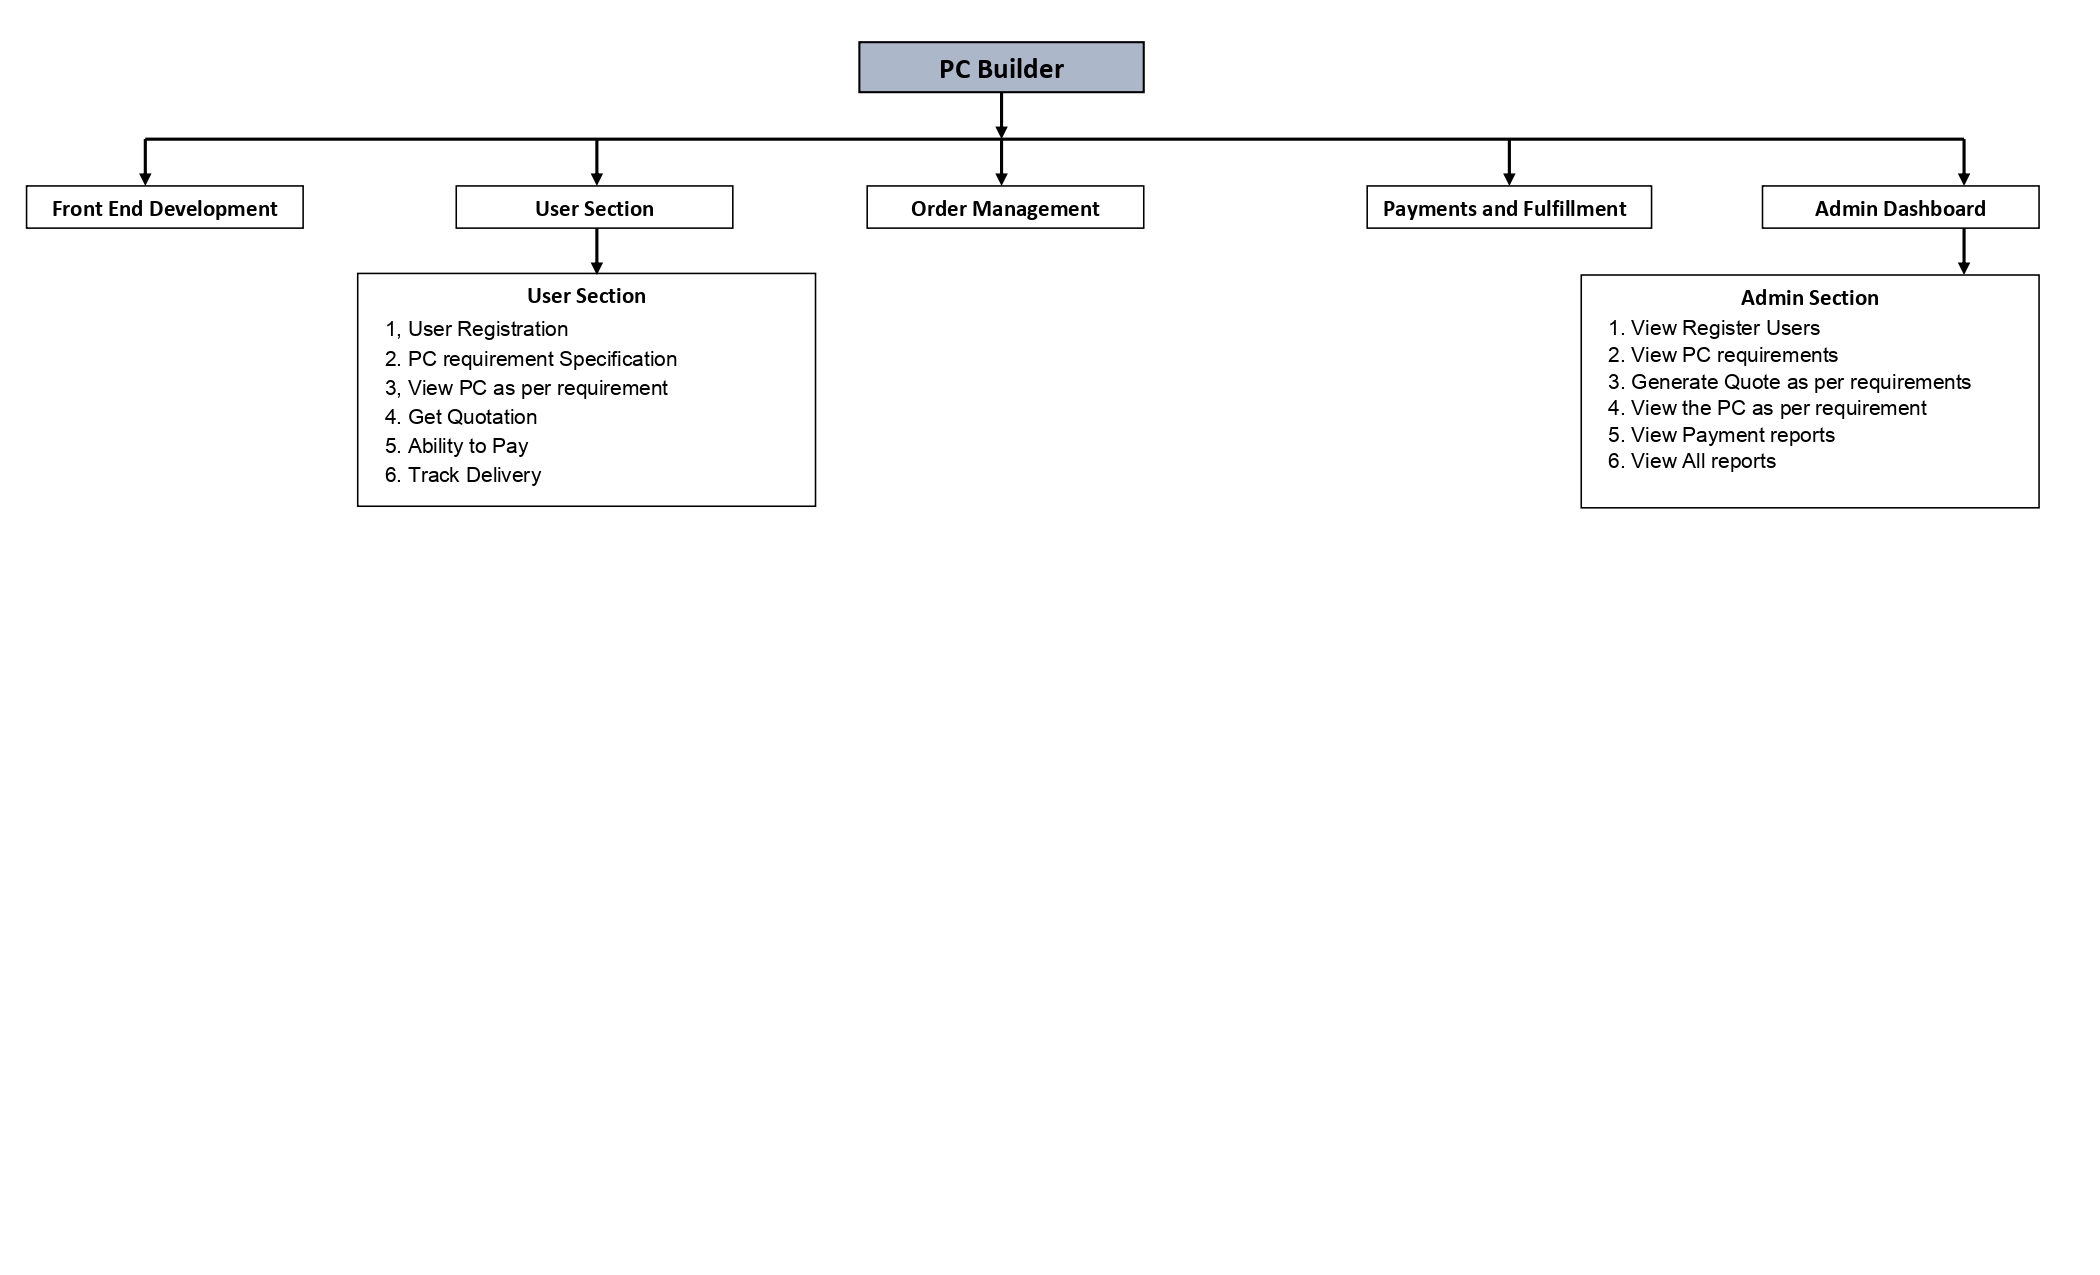 PC Builder
Front End Development
User Section
Order Management
Payments and Fulfillment
Admin Dashboard
User Section
1, User Registration
2. PC requirement Specification
3, View PC as per requirement
4. Get Quotation
5. Ability to Pay
6. Track Delivery
Admin Section
1. View Register Users
2. View PC requirements
3. Generate Quote as per requirements
4. View the PC as per requirement
5. View Payment reports
6. View All reports